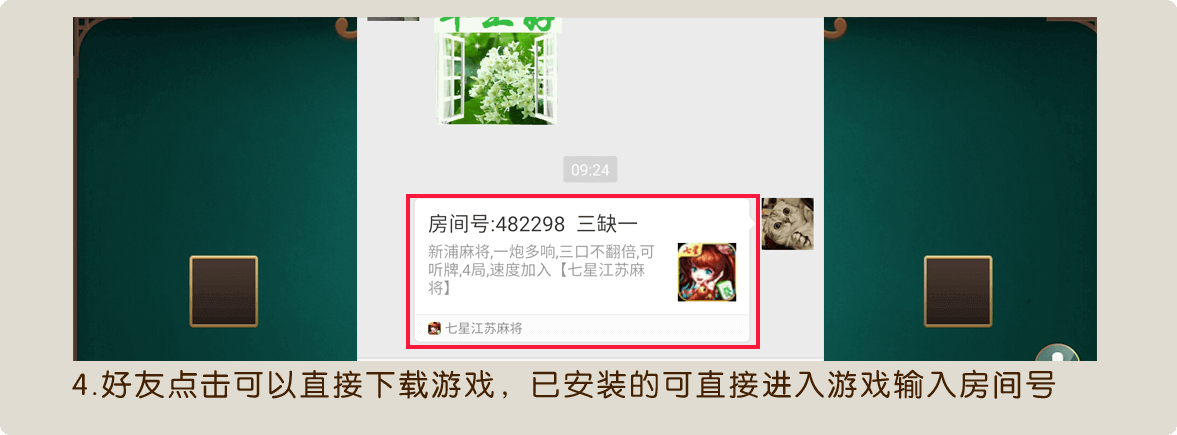 09:24
房间号:482298 三缺一
新浦麻将,一炮多响,三口不翻倍,可
听牌,4局,速度加入【七星江苏麻
将】
七星
七星江苏麻将
4.好友点击可以直接下载游戏，已安装的可直接进入游戏输入房间号